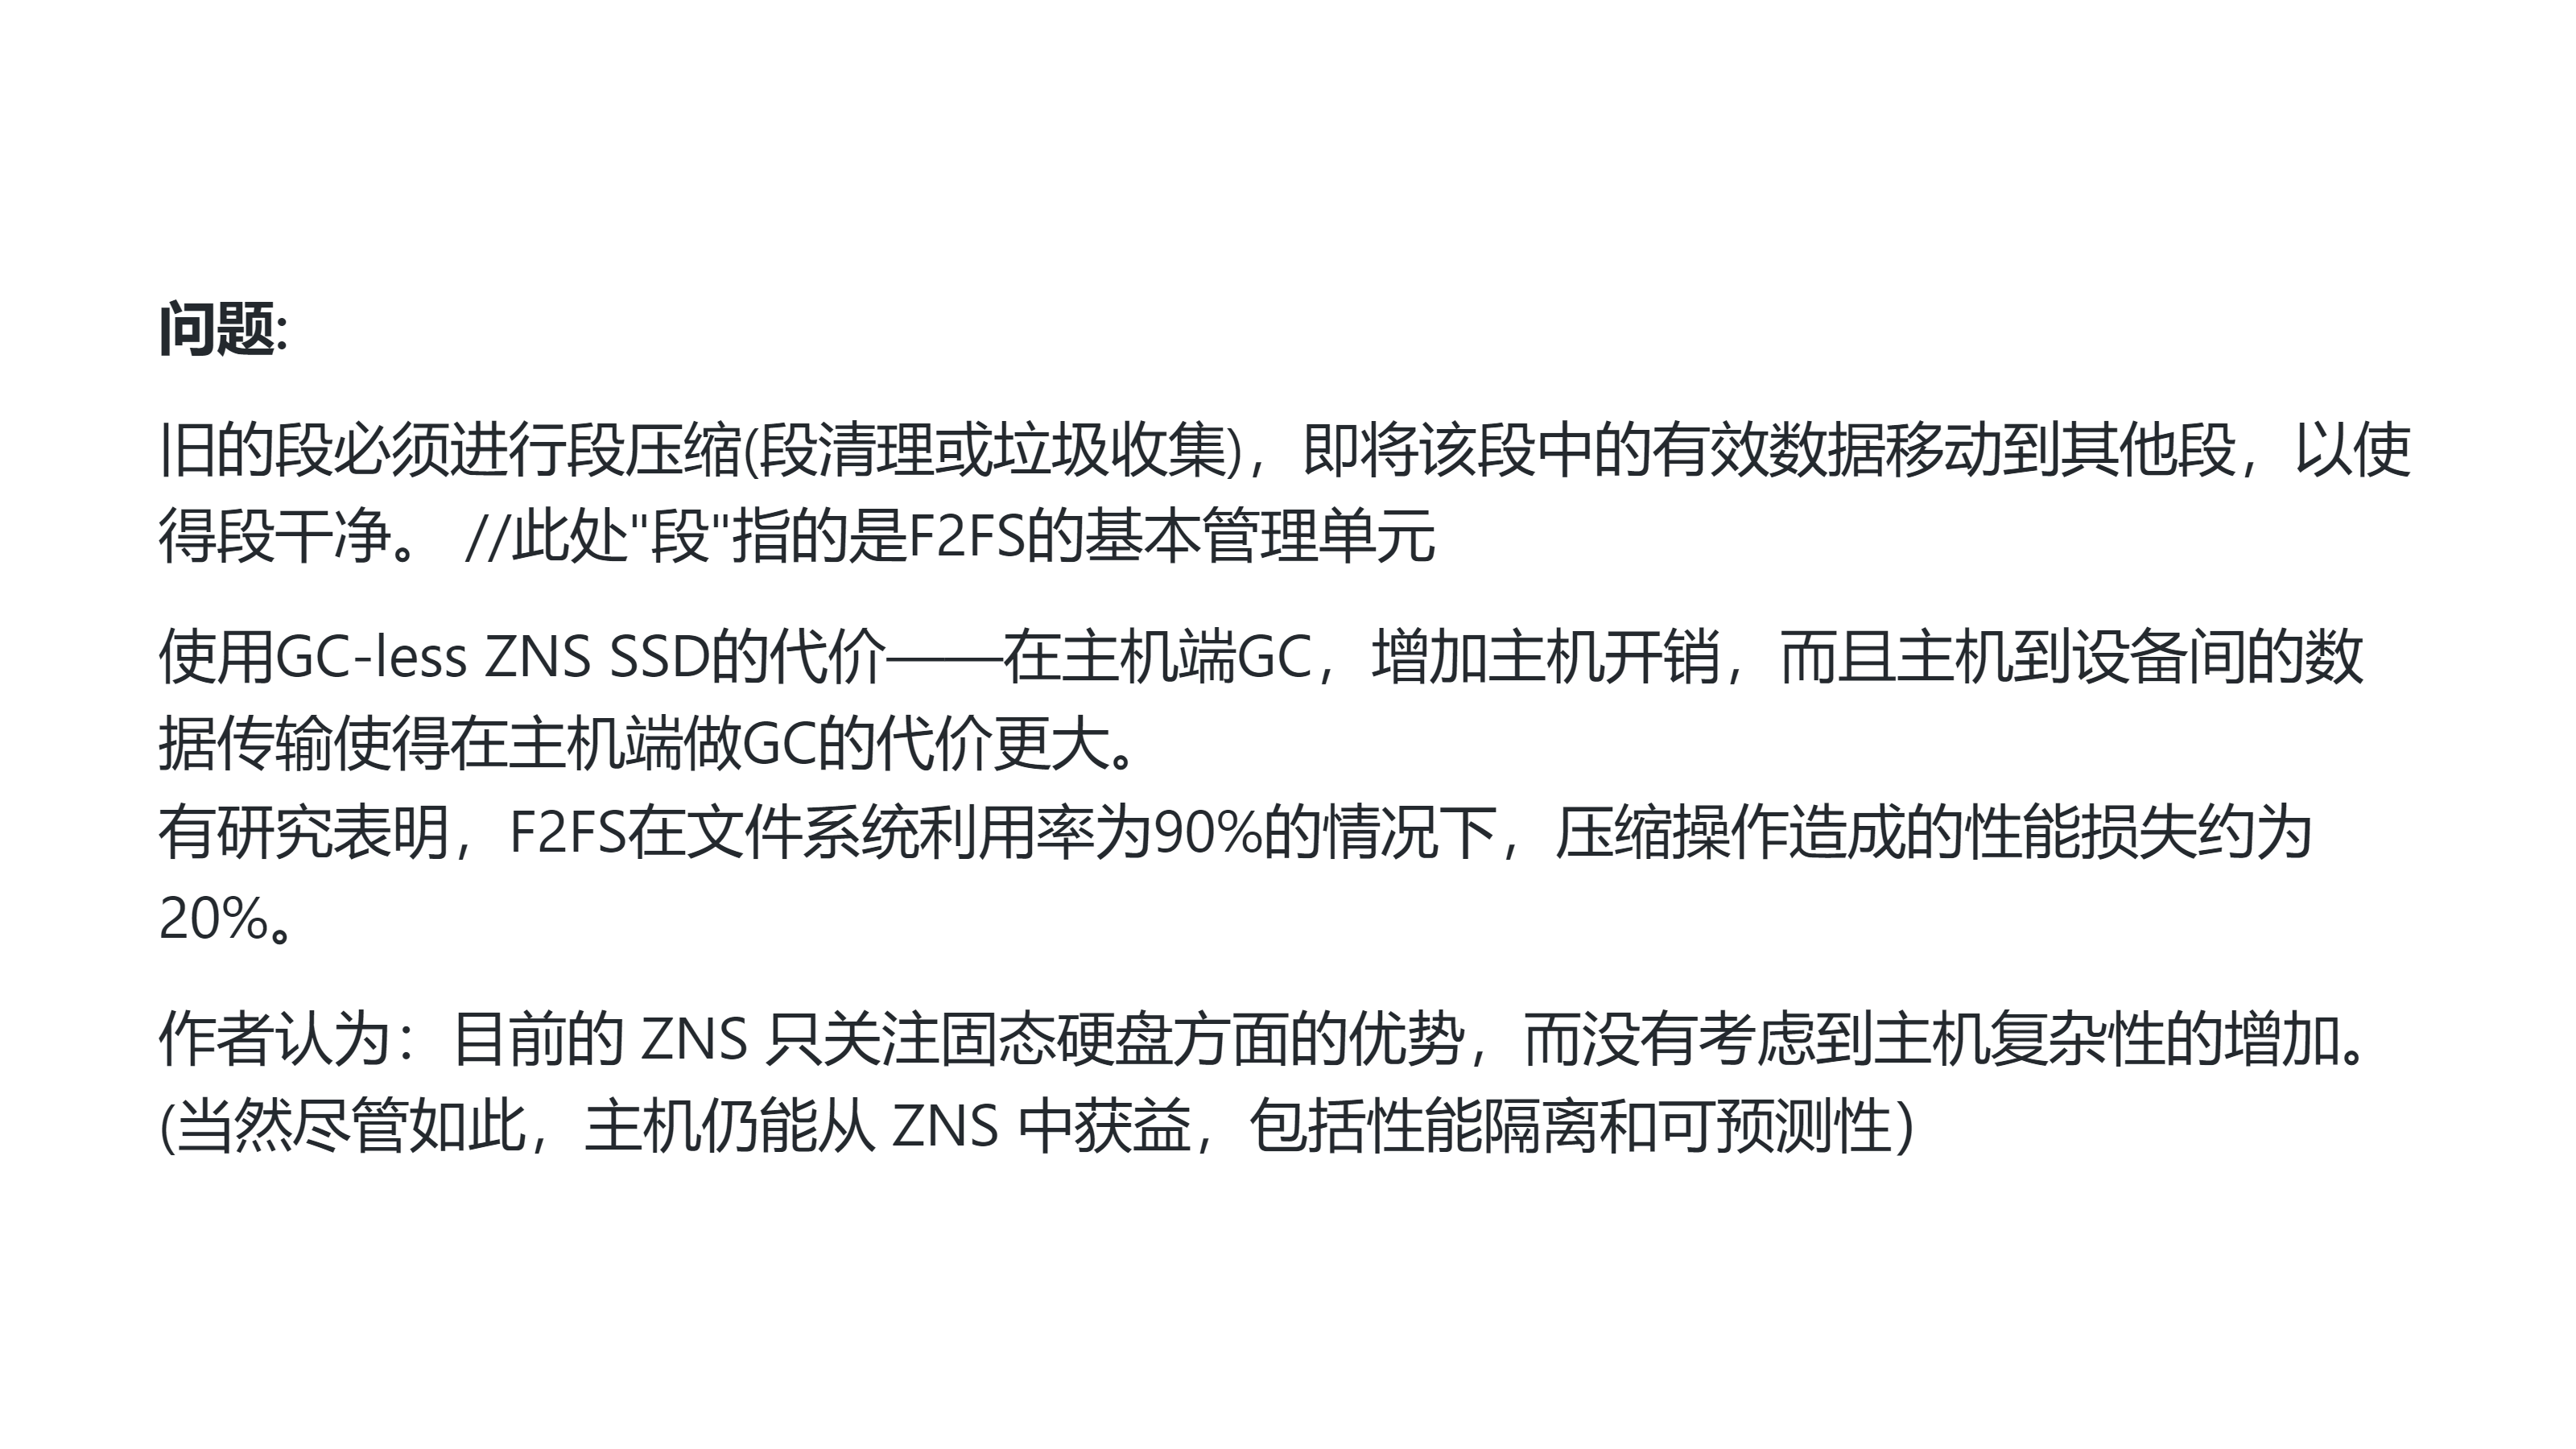 问题:
旧的段必须进行段压缩(段清理或垃圾收集)，即将该段中的有效数据移动到其他段，以使
得段干净。 //此处"段"指的是F2FS的基本管理单元
使用GC-less ZNS SSD的代价——在主机端GC，增加主机开销，而且主机到设备间的数
据传输使得在主机端做GC的代价更大。
有研究表明，F2FS在文件系统利用率为90%的情况下，压缩操作造成的性能损失约为
20%。
作者认为：目前的 ZNS 只关注固态硬盘方面的优势，而没有考虑到主机复杂性的增加。
(当然尽管如此，主机仍能从 ZNS 中获益，包括性能隔离和可预测性）